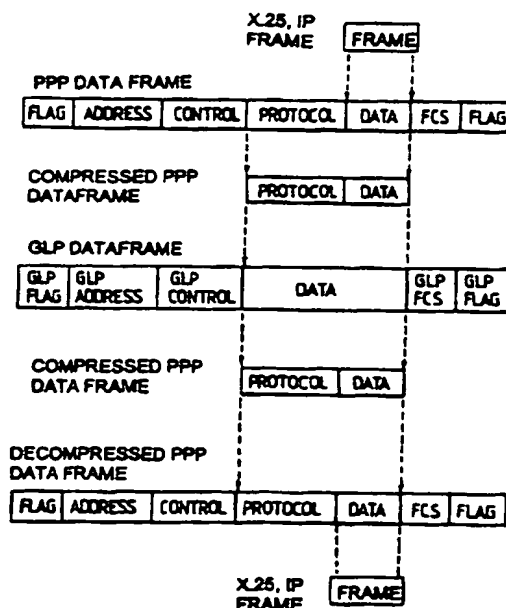 X.25, IP
FRAME
FRAME
PPP DATA FRAME
FLAG ADDRESS CONTROL PROTOCOL DATA FCS FLAG
COMPRESSED PPP
DATAFRAME
PROTOCOL DATA
GLP DATAFRAME
GLP FLAG GLP ADDRESS GLP CONTROL DATA GLP FCS GLP FLAG
COMPRESSED PPP
DATA FRAME
PROTOCOL DATA
DECOMPRESSED PPP
DATA FRAME
FLAG ADDRESS CONTROL PROTOCOL DATA FCS FLAG
X.25, IP
FRAME
FRAME